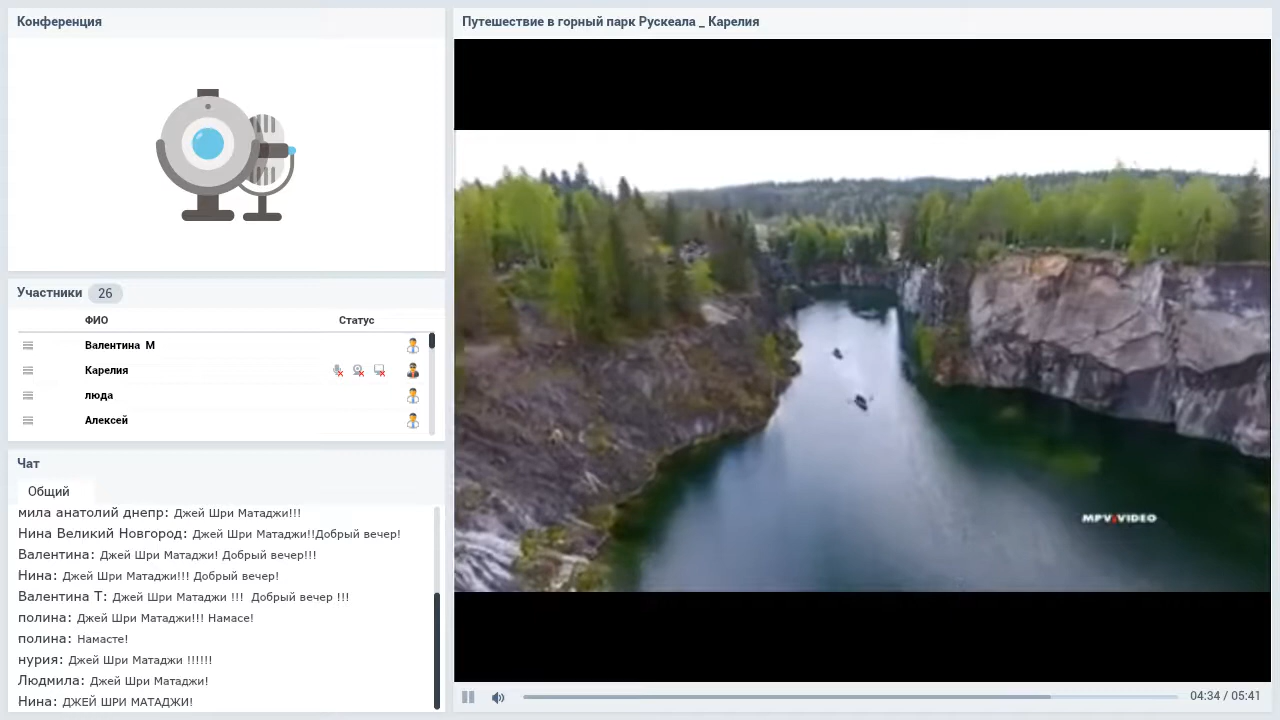 Конференция
Путешествие в горный парк Рускеала _ Карелия
Участники 26
ФИО Статус
Валентина М
Карелия
люда
Алексей
Чат
Общий
мила анатолий днепр: Джей Шри Матаджи!!!
Нина Великий Новгород: Джей Шри Матаджи!!Добрый вечер!
Валентина: Джей Шри Матаджи! Добрый вечер!!!
Нина: Джей Шри Матаджи!!! Добрый вечер!
Валентина Т: Джей Шри Матаджи !!! Добрый вечер !!!
полина: Джей Шри Матаджи!!! Намасе!
полина: Намасте!
нурия: Джей Шри Матаджи !!!!!!
Людмила: Джей Шри Матаджи!
Нина: ДЖЕЙ ШРИ МАТАДЖИ!
MPV.VIDEO
04:34 / 05:41